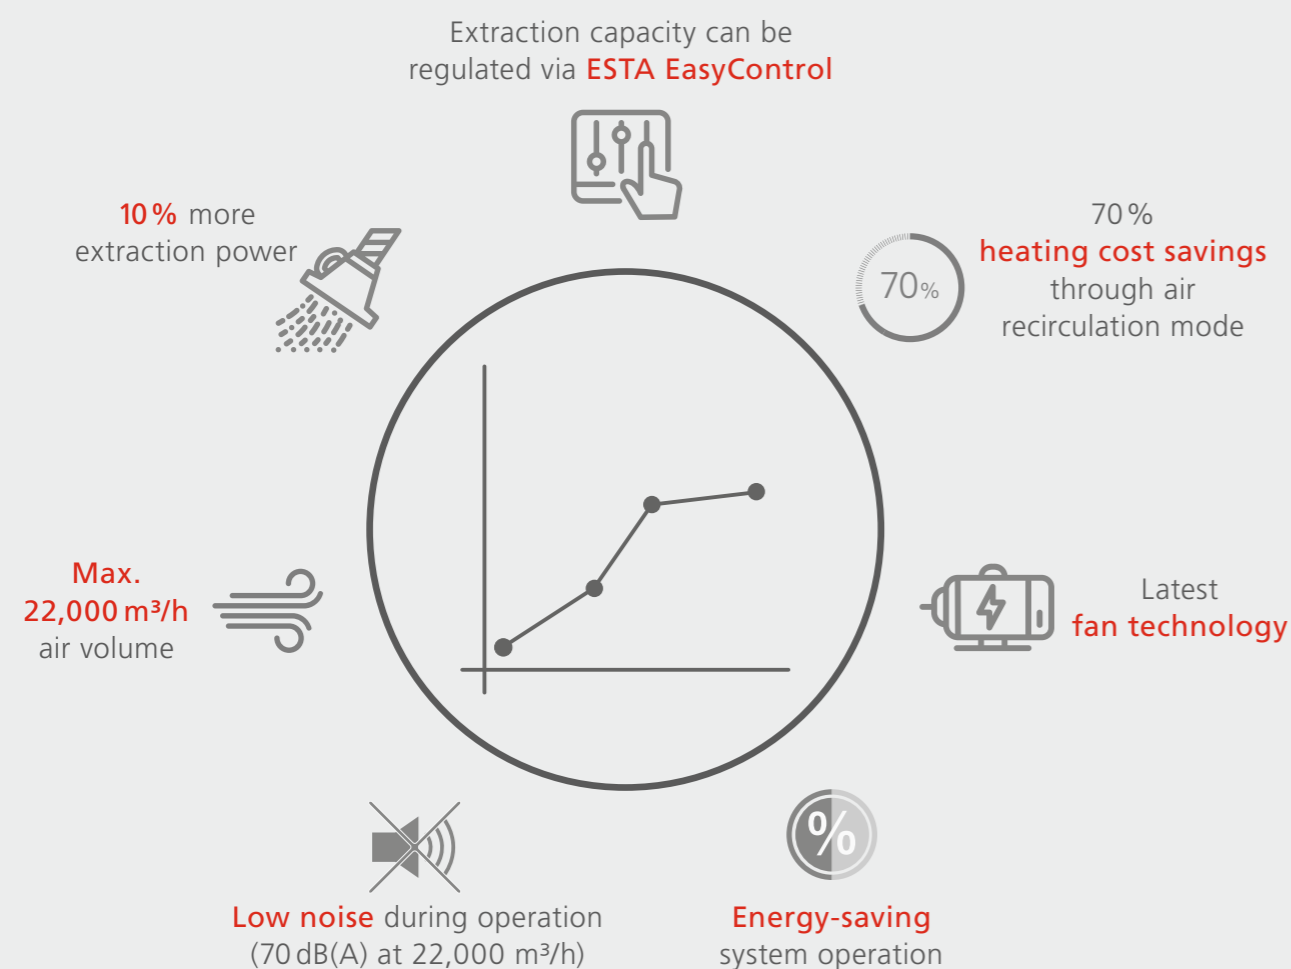 Extraction capacity can be
regulated via ESTA EasyControl
10% more
extraction power
70%
heating cost savings
through air
recirculation mode
70%
Max.
22,000 m³/h
air volume
Latest
fan technology
%
Low noise during operation
(70 dB(A) at 22,000 m³/h)
Energy-saving
system operation